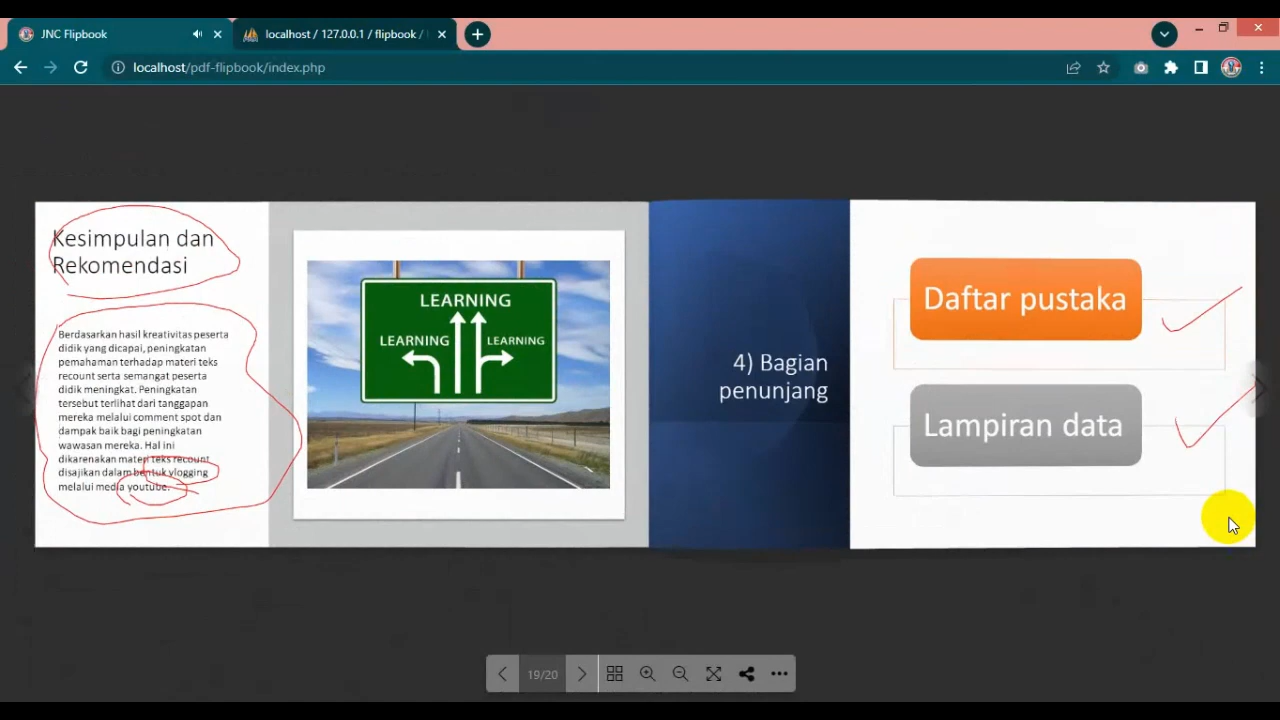 JNC Flipbook
localhost / 127.0.0.1 / flipbook /
localhost/pdf-flipbook/index.php
Kesimpulan dan
Rekomendasi
Berdasarkan hasil kreativitas peserta
didik yang dicapai, peningkatan
pemahaman terhadap materi teks
recount serta semangat peserta
didik meningkat. Peningkatan
tersebut terlihat dari tanggapan
mereka melalui comment spot dan
dampak baik bagi peningkatan
wawasan mereka. Hal ini
dikarenakan materi teks recount
disajikan dalam bentuk vlogging
melalui media youtube.
LEARNING
LEARNING
LEARNING
4) Bagian
penunjang
Daftar pustaka
Lampiran data
19/20